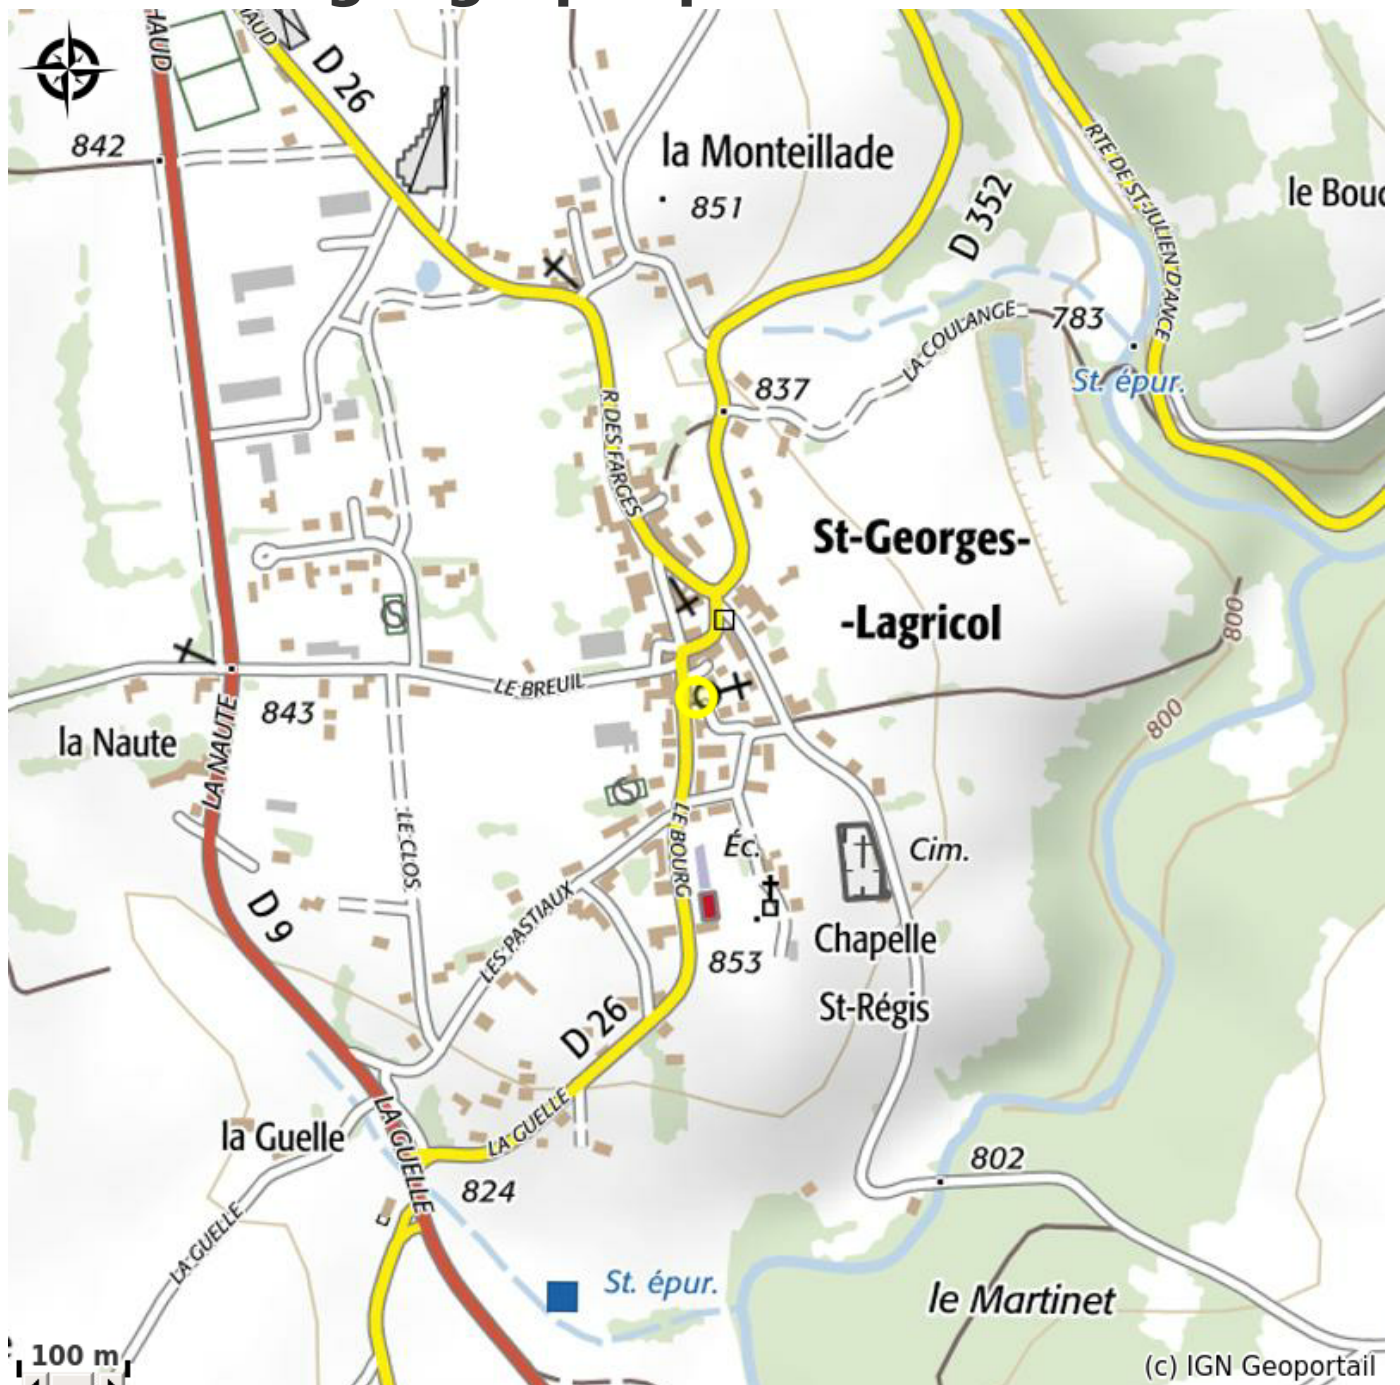 HAUD
HAUD
D 26
842
la Monteillade
851
D 352
RTE DE ST-JULIEN D'ANCE
le Bouc
LA COULANGE
783
St. épur.
837
R DES FARGES
St-Georges-
-Lagricol
800
800
LE BREUIL
843
la Naute
LA NAUTE
LE CLOS
LE BOURG
Éc.
Cim.
D 9
LES PASTIAUX
853
Chapelle
St-Régis
D 26
LA GUELLE
la Guelle
LA GUELLE
824
802
LA GUELLE
St. épur.
le Martinet
100 m
(c) IGN Geoportail